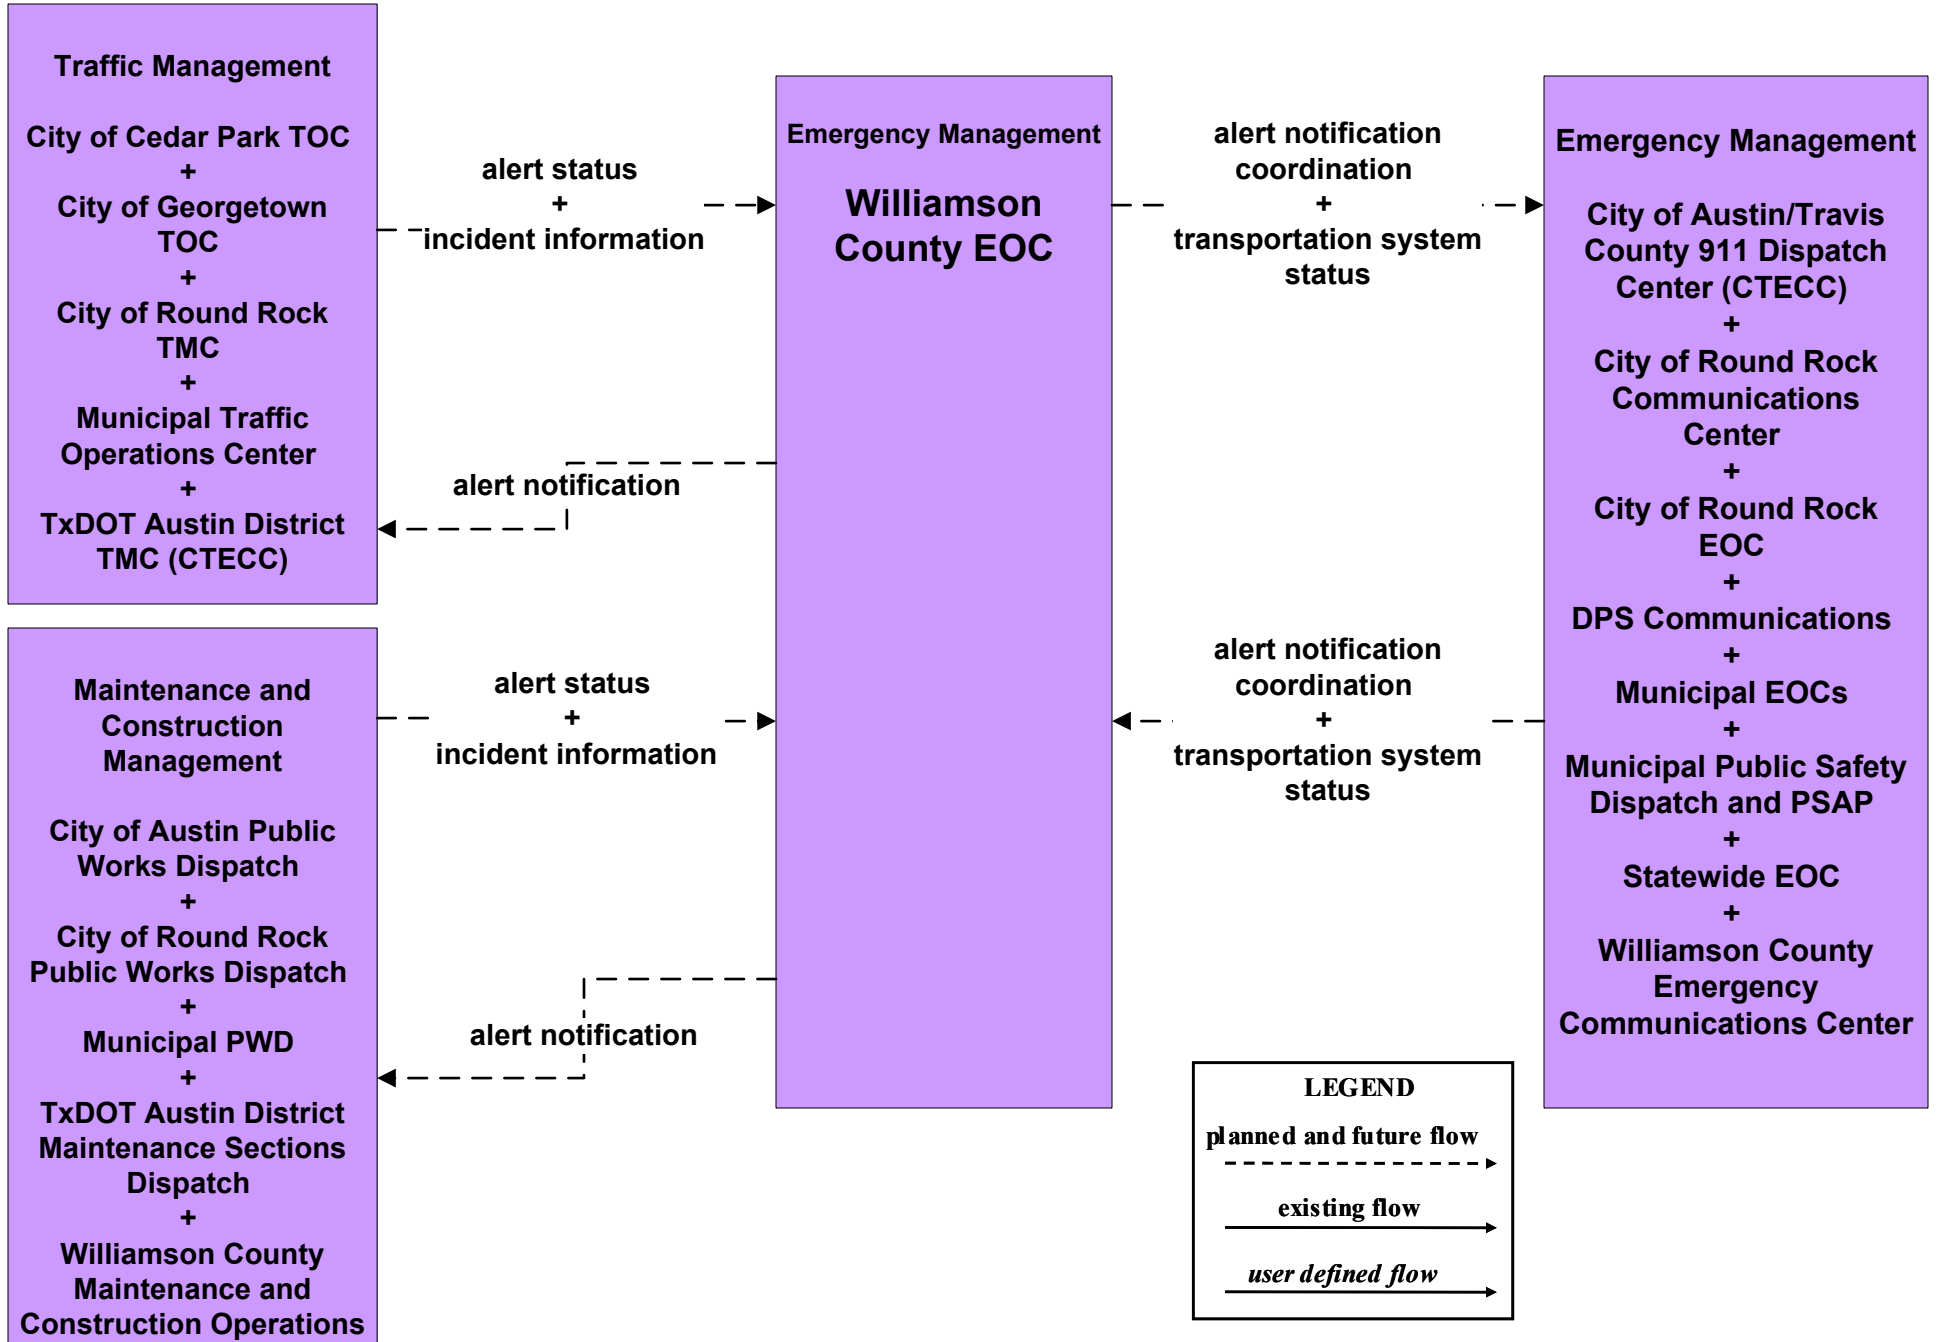 Traffic Management
City of Cedar Park TOC
+
City of Georgetown
TOC
+
City of Round Rock
TMC
+
Municipal Traffic
Operations Center
+
TxDOT Austin District
TMC (CTECC)
Maintenance and
Construction
Management
City of Austin Public
Works Dispatch
+
City of Round Rock
Public Works Dispatch
+
Municipal PWD
+
TxDOT Austin District
Maintenance Sections
Dispatch
+
Williamson County
Maintenance and
Construction Operations
alert status
+
incident information
alert notification
alert status
+
incident information
alert notification
Emergency Management
Williamson
County EOC
alert notification
coordination
+
transportation system
status
alert notification
coordination
+
transportation system
status
Emergency Management
City of Austin/Travis
County 911 Dispatch
Center (CTECC)
+
City of Round Rock
Communications
Center
+
City of Round Rock
EOC
+
DPS Communications
+
Municipal EOCs
+
Municipal Public Safety
Dispatch and PSAP
+
Statewide EOC
+
Williamson County
Emergency
Communications Center
LEGEND
planned and future flow
existing flow
user defined flow